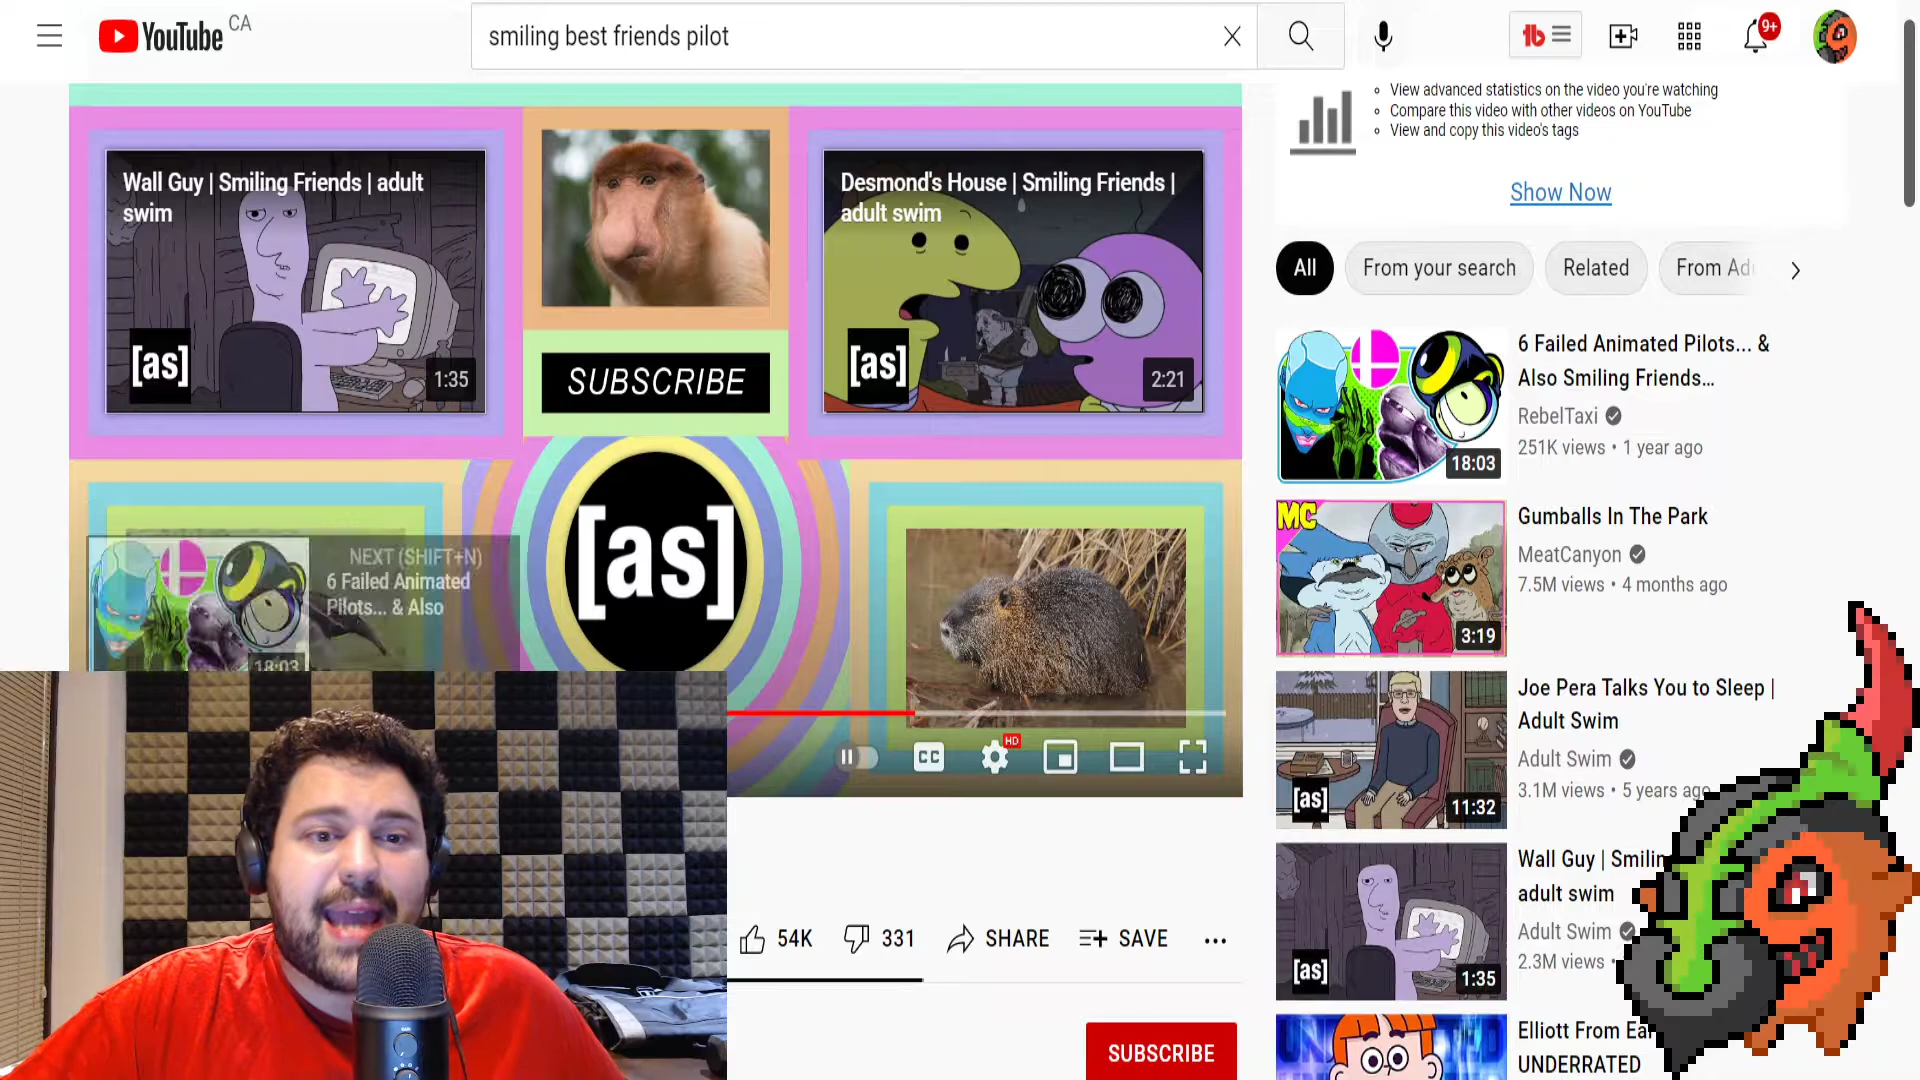 YouTube CA
smiling best friends pilot
9+
View advanced statistics on the video you're watching
Compare this video with other videos on YouTube
View and copy this video's tags
Show Now
All
From your search
Related
From Ad
Wall Guy | Smiling Friends | adult
swim
[as]
1:35
SUBSCRIBE
Desmond's House | Smiling Friends |
adult swim
[as]
2:21
[as]
NEXT (SHIFT+N)
6 Failed Animated
Pilots... & Also
18:03
CC
HD
54K
331
SHARE
SAVE
SUBSCRIBE
18:03
6 Failed Animated Pilots... &
Also Smiling Friends...
RebelTaxi
251K views • 1 year ago
MC
3:19
Gumballs In The Park
MeatCanyon
7.5M views • 4 months ago
[as]
11:32
Joe Pera Talks You to Sleep |
Adult Swim
Adult Swim
3.1M views • 5 years ago
[as]
1:35
Wall Guy | Smilin
adult swim
Adult Swim
2.3M views •
Elliott From Ea
UNDERRATED